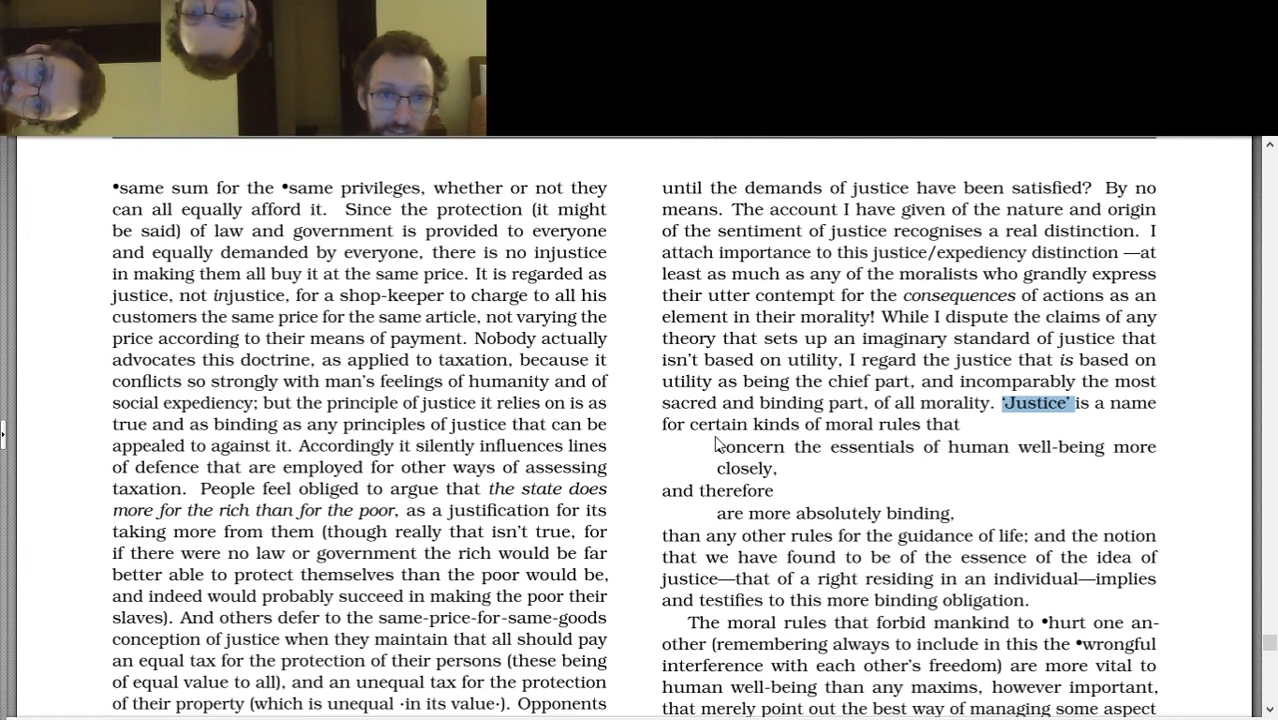 •same sum for the •same privileges, whether or not they
can all equally afford it. Since the protection (it might
be said) of law and government is provided to everyone
and equally demanded by everyone, there is no injustice
in making them all buy it at the same price. It is regarded as
justice, not injustice, for a shop-keeper to charge to all his
customers the same price for the same article, not varying the
price according to their means of payment. Nobody actually
advocates this doctrine, as applied to taxation, because it
conflicts so strongly with man's feelings of humanity and of
social expediency; but the principle of justice it relies on is as
true and as binding as any principles of justice that can be
appealed to against it. Accordingly it silently influences lines
of defence that are employed for other ways of assessing
taxation. People feel obliged to argue that the state does
more for the rich than for the poor, as a justification for its
taking more from them (though really that isn't true, for
if there were no law or government the rich would be far
better able to protect themselves than the poor would be,
and indeed would probably succeed in making the poor their
slaves). And others defer to the same-price-for-same-goods
conception of justice when they maintain that all should pay
an equal tax for the protection of their persons (these being
of equal value to all), and an unequal tax for the protection
of their property (which is unequal ·in its value·). Opponents
until the demands of justice have been satisfied? By no
means. The account I have given of the nature and origin
of the sentiment of justice recognises a real distinction. I
attach importance to this justice/expediency distinction —at
least as much as any of the moralists who grandly express
their utter contempt for the consequences of actions as an
element in their morality! While I dispute the claims of any
theory that sets up an imaginary standard of justice that
isn't based on utility, I regard the justice that is based on
utility as being the chief part, and incomparably the most
sacred and binding part, of all morality. 'Justice' is a name
for certain kinds of moral rules that
concern the essentials of human well-being more
closely,
and therefore
are more absolutely binding,
than any other rules for the guidance of life; and the notion
that we have found to be of the essence of the idea of
justice—that of a right residing in an individual—implies
and testifies to this more binding obligation.
The moral rules that forbid mankind to •hurt one an-
other (remembering always to include in this the •wrongful
interference with each other's freedom) are more vital to
human well-being than any maxims, however important,
that merely point out the best way of managing some aspect